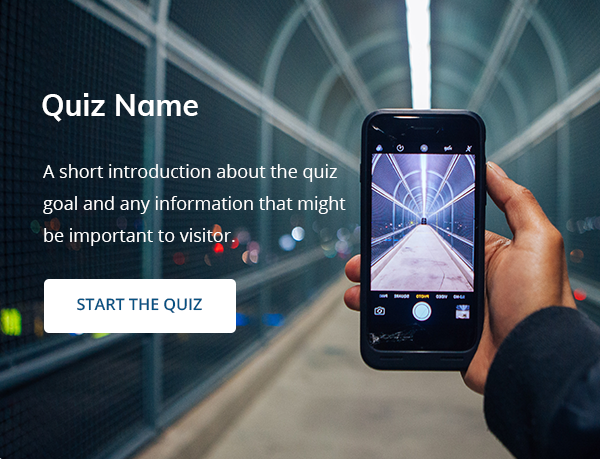 Quiz Name
A short introduction about the quiz
goal and any information that might
be important to visitor.
START THE QUIZ